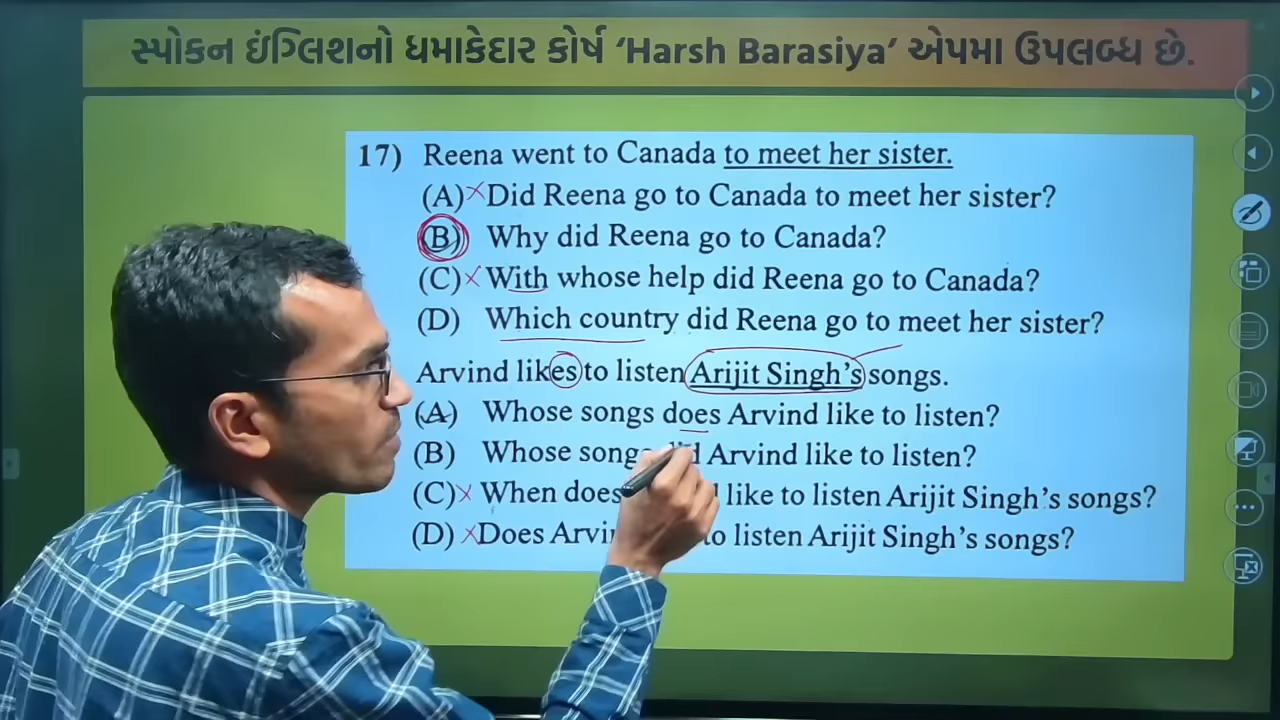 સ્પોકન ઇંગ્લિશનો ધમાકેદાર કોર્ષ ‘Harsh Barasiya’ એપમા ઉપલબ્ધ છે.
17) Reena went to Canada to meet her sister.
(A) Did Reena go to Canada to meet her sister?
(B) Why did Reena go to Canada?
(C) With whose help did Reena go to Canada?
(D) Which country did Reena go to meet her sister?
Arvind likes to listen Arijit Singh's songs.
(A) Whose songs does Arvind like to listen?
(B) Whose Arvind like to listen?
(C) When does like to listen Arijit Singh's songs?
(D) Does to listen Arijit Singh's songs?